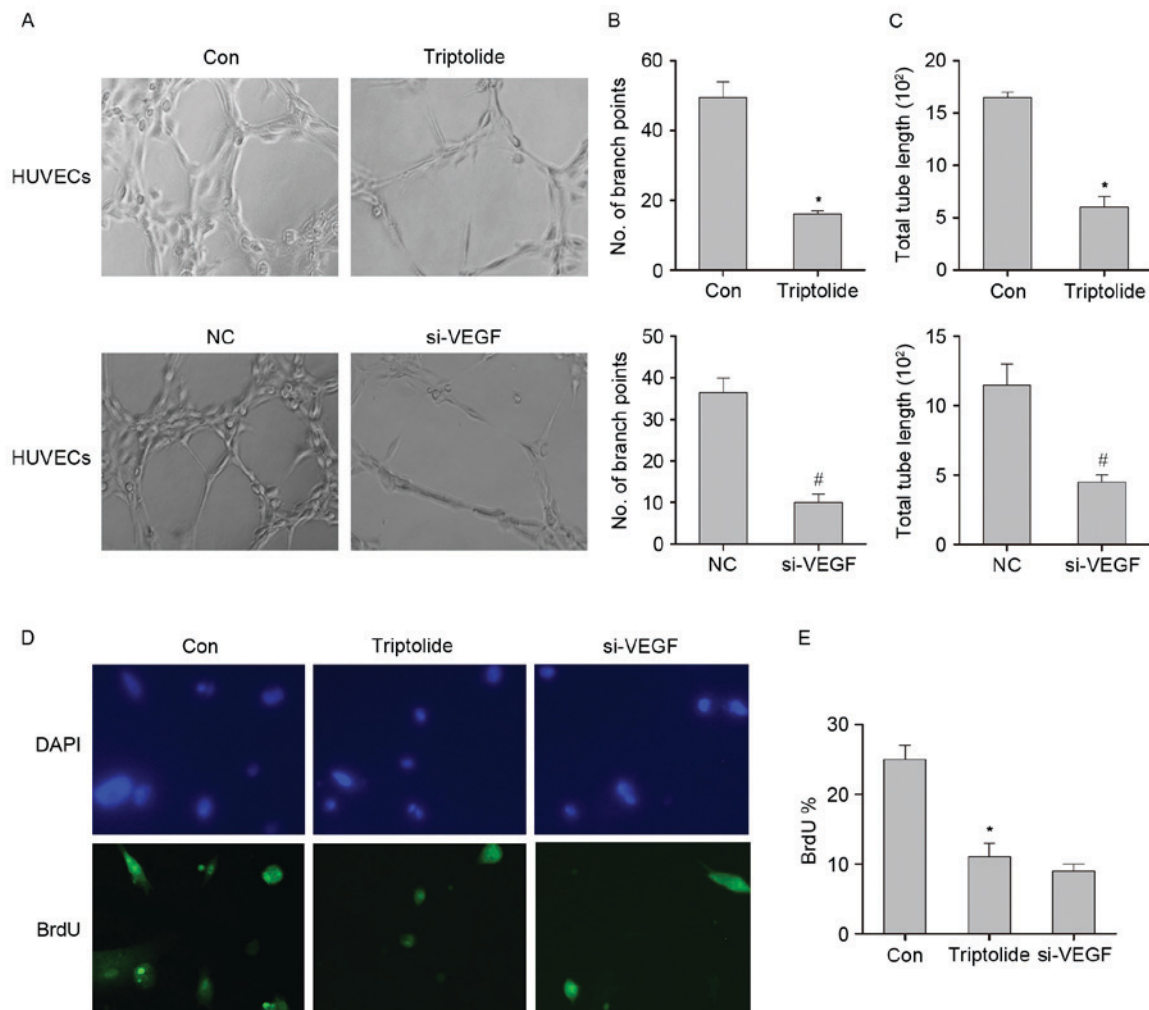 A
Con Triptolide
HUVECs
NC si-VEGF
HUVECs
B
No. of branch points
60
40
20
*
0
Con Triptolide
No. of branch points
50
40
30
20
#
10
0
NC si-VEGF
C
Total tube length (10²)
20
15
10
*
5
0
Con Triptolide
Total tube length (10²)
15
10
#
5
0
NC si-VEGF
D
Con Triptolide si-VEGF
DAPI
BrdU
E
BrdU %
30
20
*
10
0
Con Triptolide si-VEGF